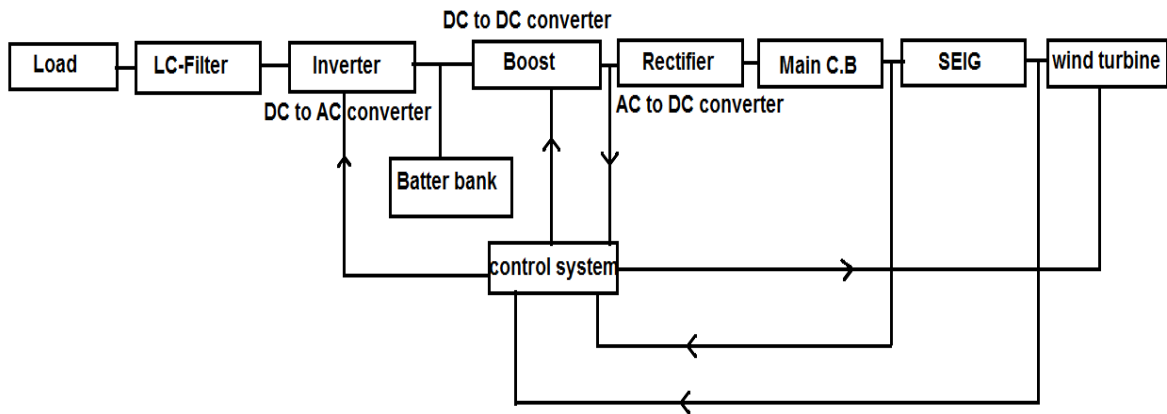 DC to DC converter
Load
LC-Filter
Inverter
Boost
Rectifier
Main C.B
SEIG
wind turbine
DC to AC converter
AC to DC converter
Batter bank
control system